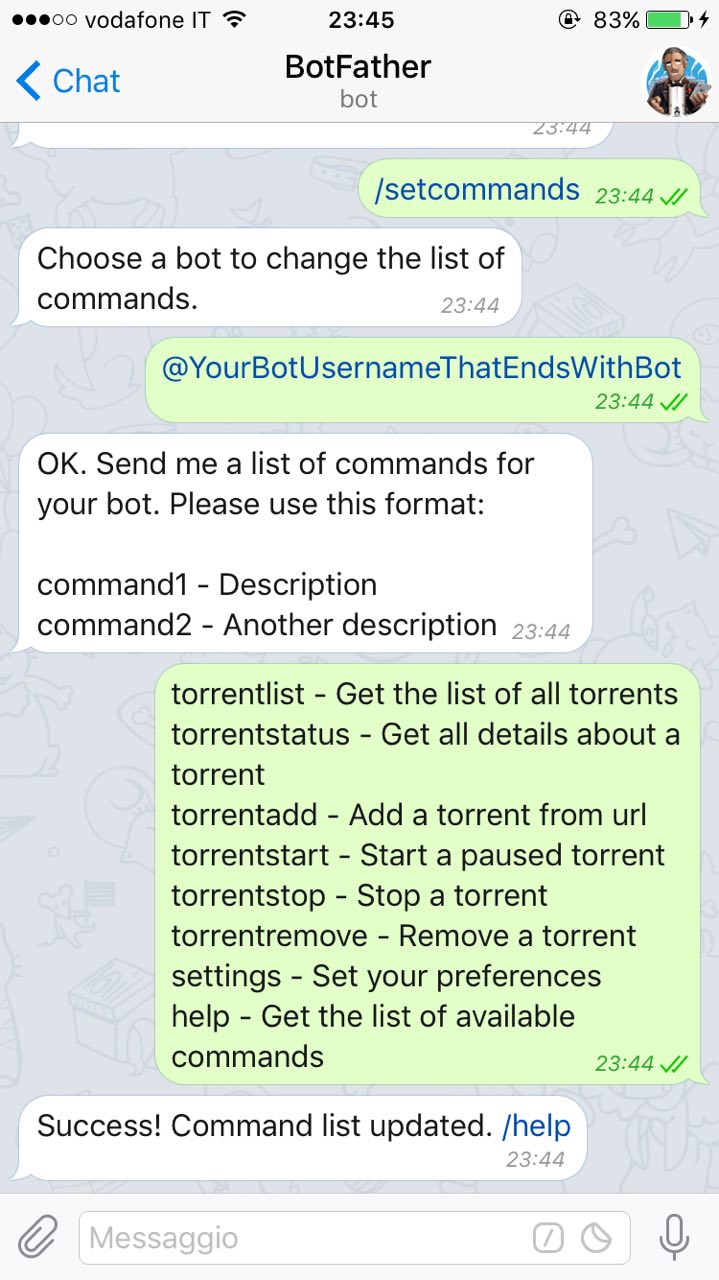 vodafone IT 23:45 83%
Chat BotFather
bot
23:44
/setcommands 23:44
Choose a bot to change the list of
commands. 23:44
@YourBotUsernameThatEndsWithBot
23:44
OK. Send me a list of commands for
your bot. Please use this format:
command1 - Description
command2 - Another description 23:44
torrentlist - Get the list of all torrents
torrentstatus - Get all details about a
torrent
torrentadd - Add a torrent from url
torrentstart - Start a paused torrent
torrentstop - Stop a torrent
torrentremove - Remove a torrent
settings - Set your preferences
help - Get the list of available
commands 23:44
Success! Command list updated. /help
23:44
Messaggio